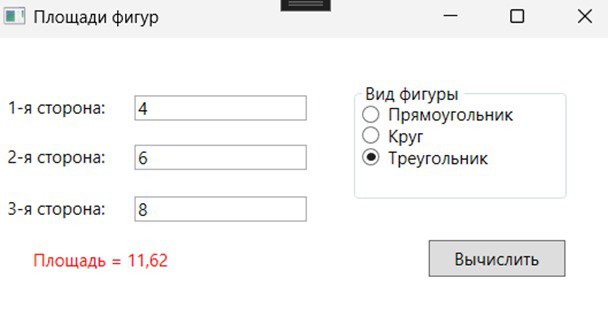 Площади фигур
1-я сторона: 4
2-я сторона: 6
3-я сторона: 8
Вид фигуры
Прямоугольник
Круг
Треугольник
Площадь = 11,62
Вычислить